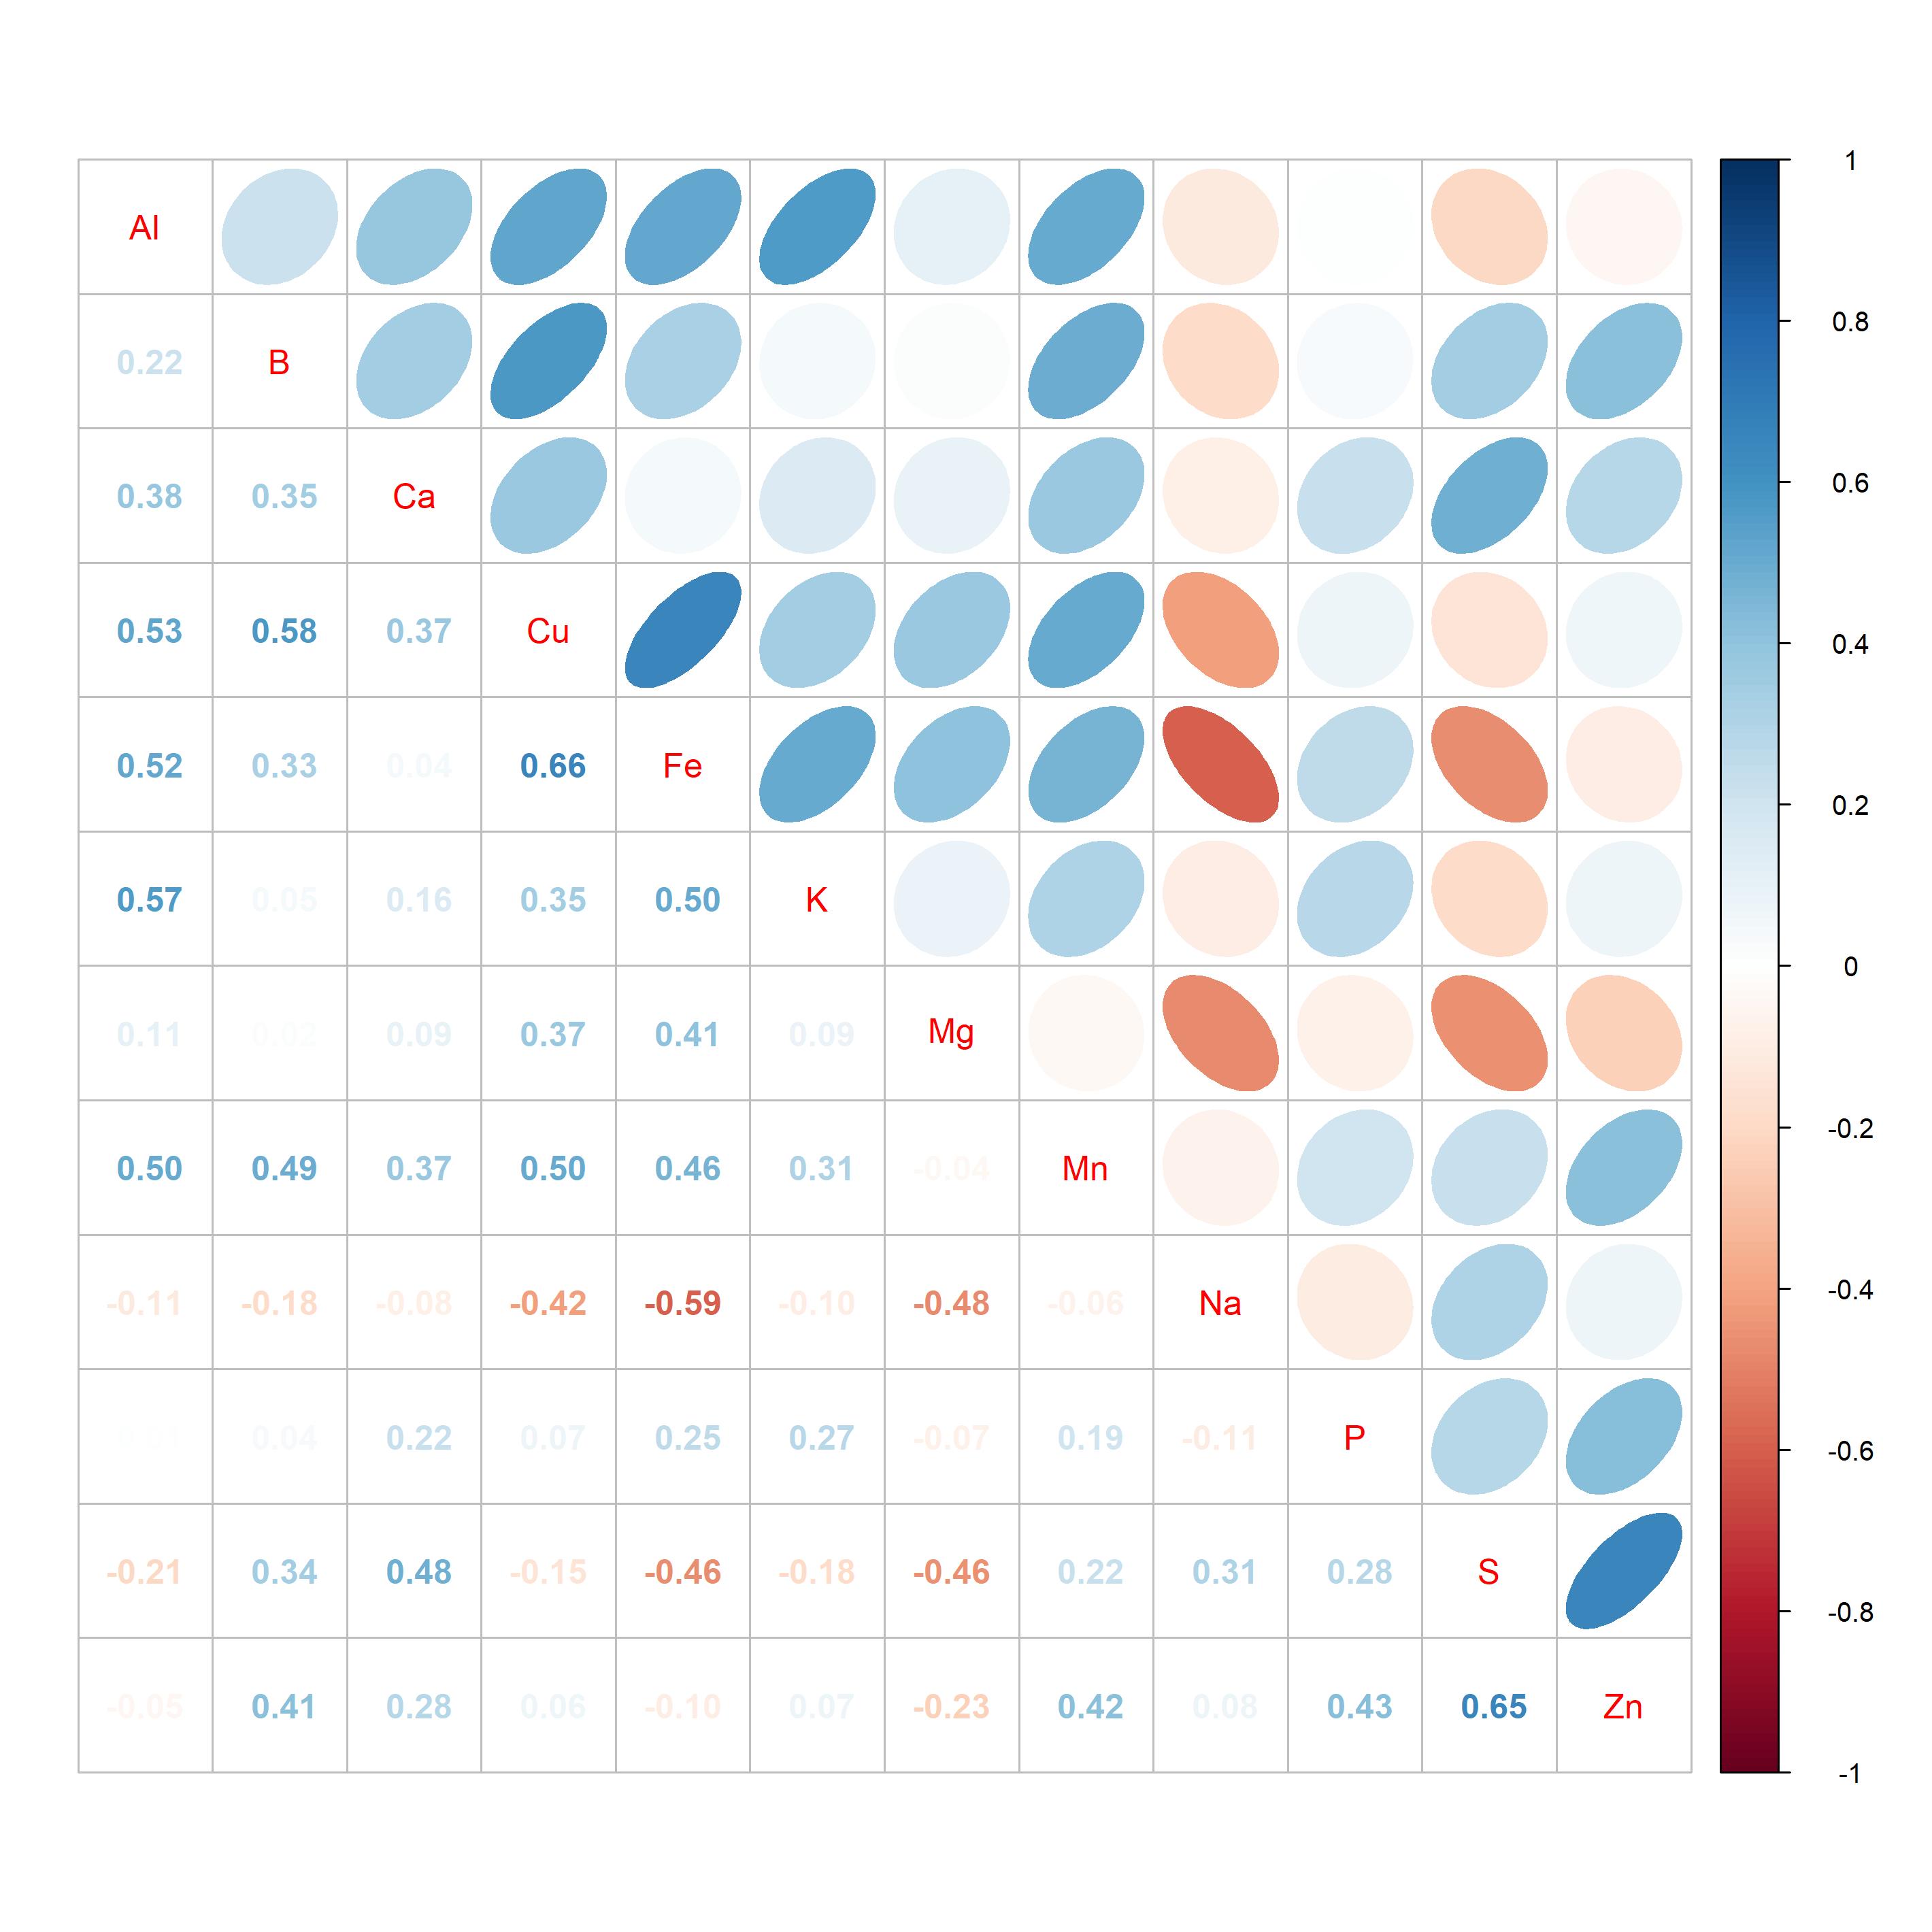 1
Al
0.8
0.22 B
0.38 0.35 Ca
0.6
0.53 0.58 0.37 Cu
0.4
0.52 0.33 0.04 0.66 Fe
0.2
0.57 0.05 0.16 0.35 0.50 K
0
0.11 0.02 0.09 0.37 0.41 0.09 Mg
-0.2
0.50 0.49 0.37 0.50 0.46 0.31 -0.04 Mn
-0.4
-0.11 -0.18 -0.08 -0.42 -0.59 -0.10 -0.48 -0.06 Na
0.04 0.22 0.07 0.25 0.27 -0.07 0.19 -0.11 P
-0.6
-0.21 0.34 0.48 -0.15 -0.46 -0.18 -0.46 0.22 0.31 0.28 S
-0.8
-0.05 0.41 0.28 0.06 -0.10 0.07 -0.23 0.42 0.08 0.43 0.65 Zn
-1